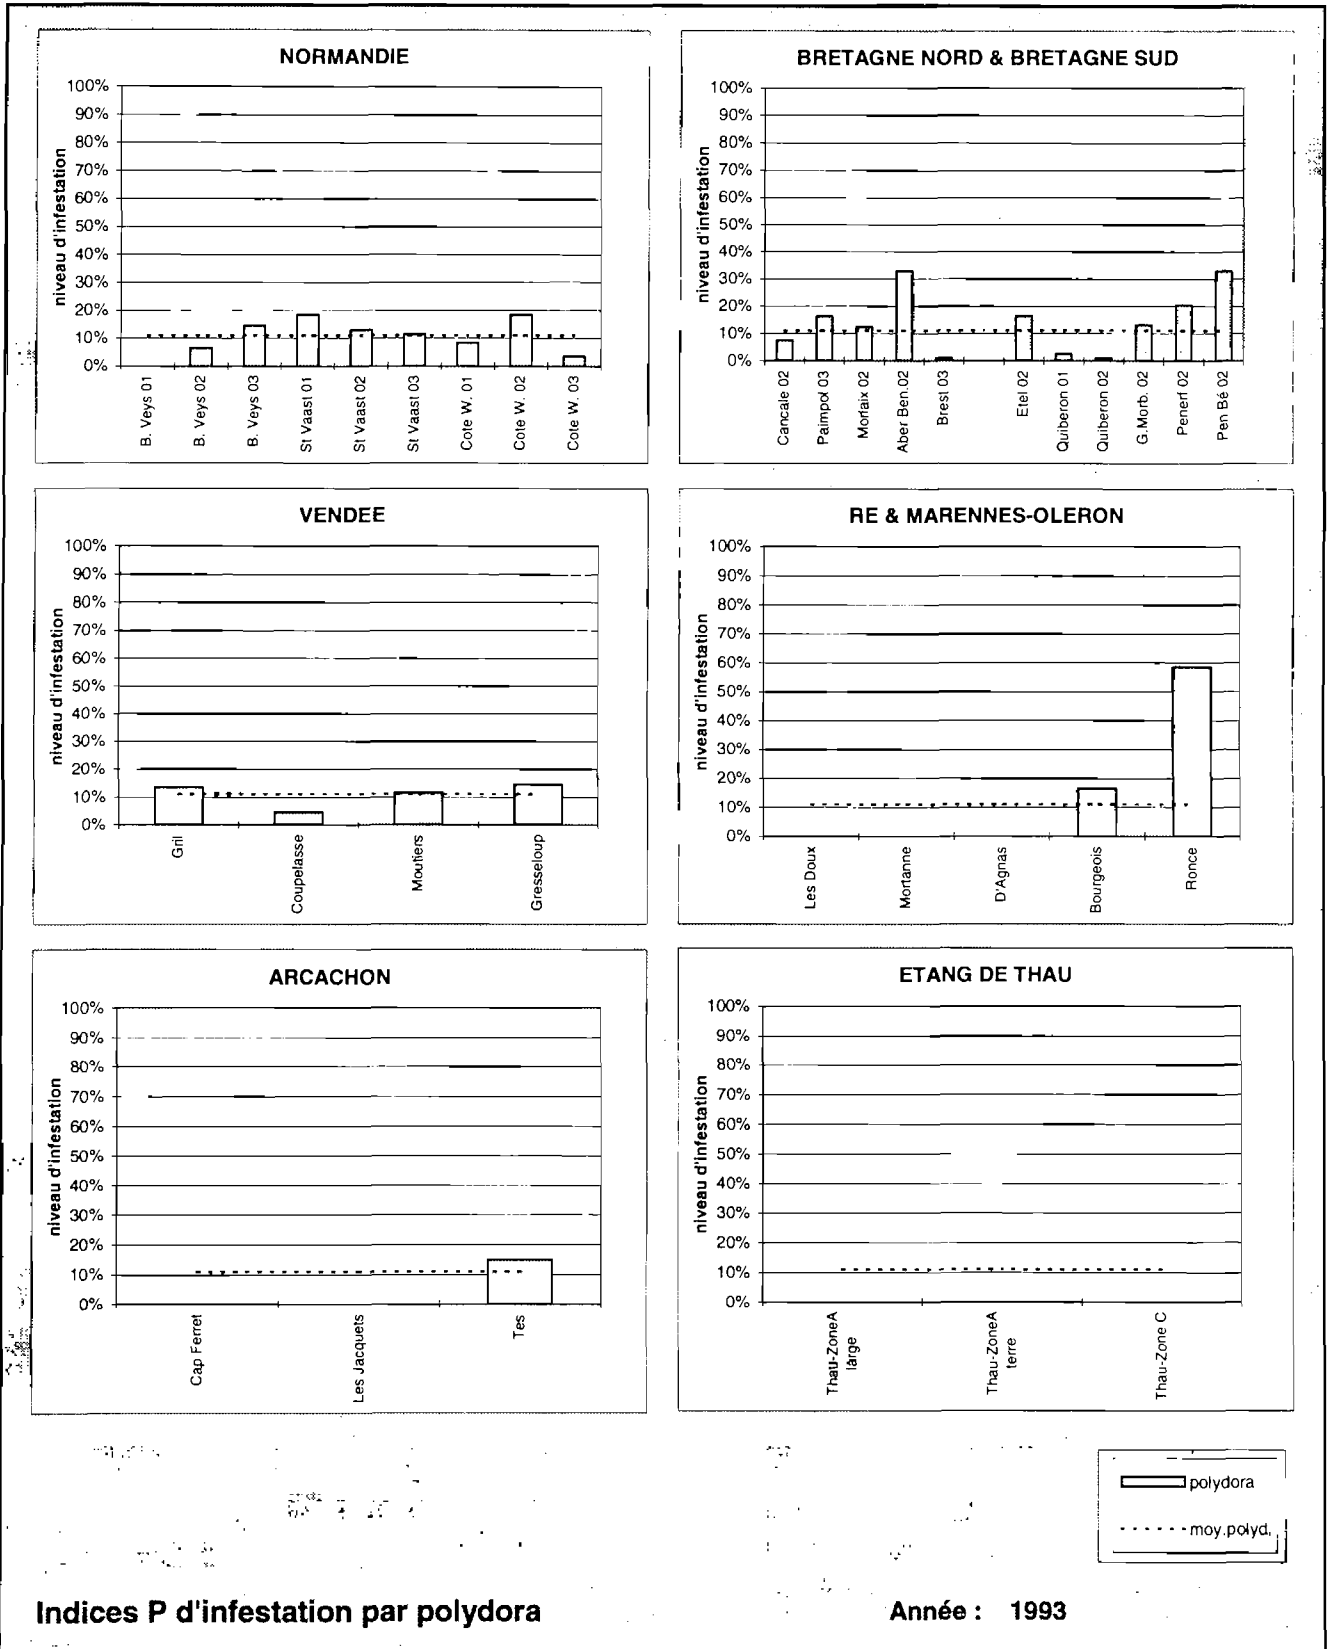 NORMANDIE
niveau d'infestation
100%
90%
80%
70%
60%
50%
40%
30%
20%
10%
0%
B. Veys 01
B. Veys 02
B. Veys 03
St Vaast 01
St Vaast 02
St Vaast 03
Cote W. 01
Cote W. 02
Cote W. 03
BRETAGNE NORD & BRETAGNE SUD
niveau d'infestation
100%
90%
80%
70%
60%
50%
40%
30%
20%
10%
0%
Cancale 02
Paimpol 03
Morlaix 02
Aber Ben.02
Brest 03
Etel 02
Quiberon 01
Quiberon 02
G.Morb. 02
Penerf 02
Pen Bé 02
VENDEE
niveau d'infestation
100%
90%
80%
70%
60%
50%
40%
30%
20%
10%
0%
Gril
Coupelasse
Moutiers
Gresseloup
RE & MARENNES-OLERON
niveau d'infestation
100%
90%
80%
70%
60%
50%
40%
30%
20%
10%
0%
Les Doux
Mortanne
D'Agnas
Bourgeois
Ronce
ARCACHON
niveau d'infestation
100%
90%
80%
70%
60%
50%
40%
30%
20%
10%
0%
Cap Ferret
Les Jacquets
Tes
ETANG DE THAU
niveau d'infestation
100%
90%
80%
70%
60%
50%
40%
30%
20%
10%
0%
Thau-ZoneA
large
Thau-ZoneA
terre
Thau-Zone C
polydora
moy.polyd.
Indices P d'infestation par polydora
Année : 1993